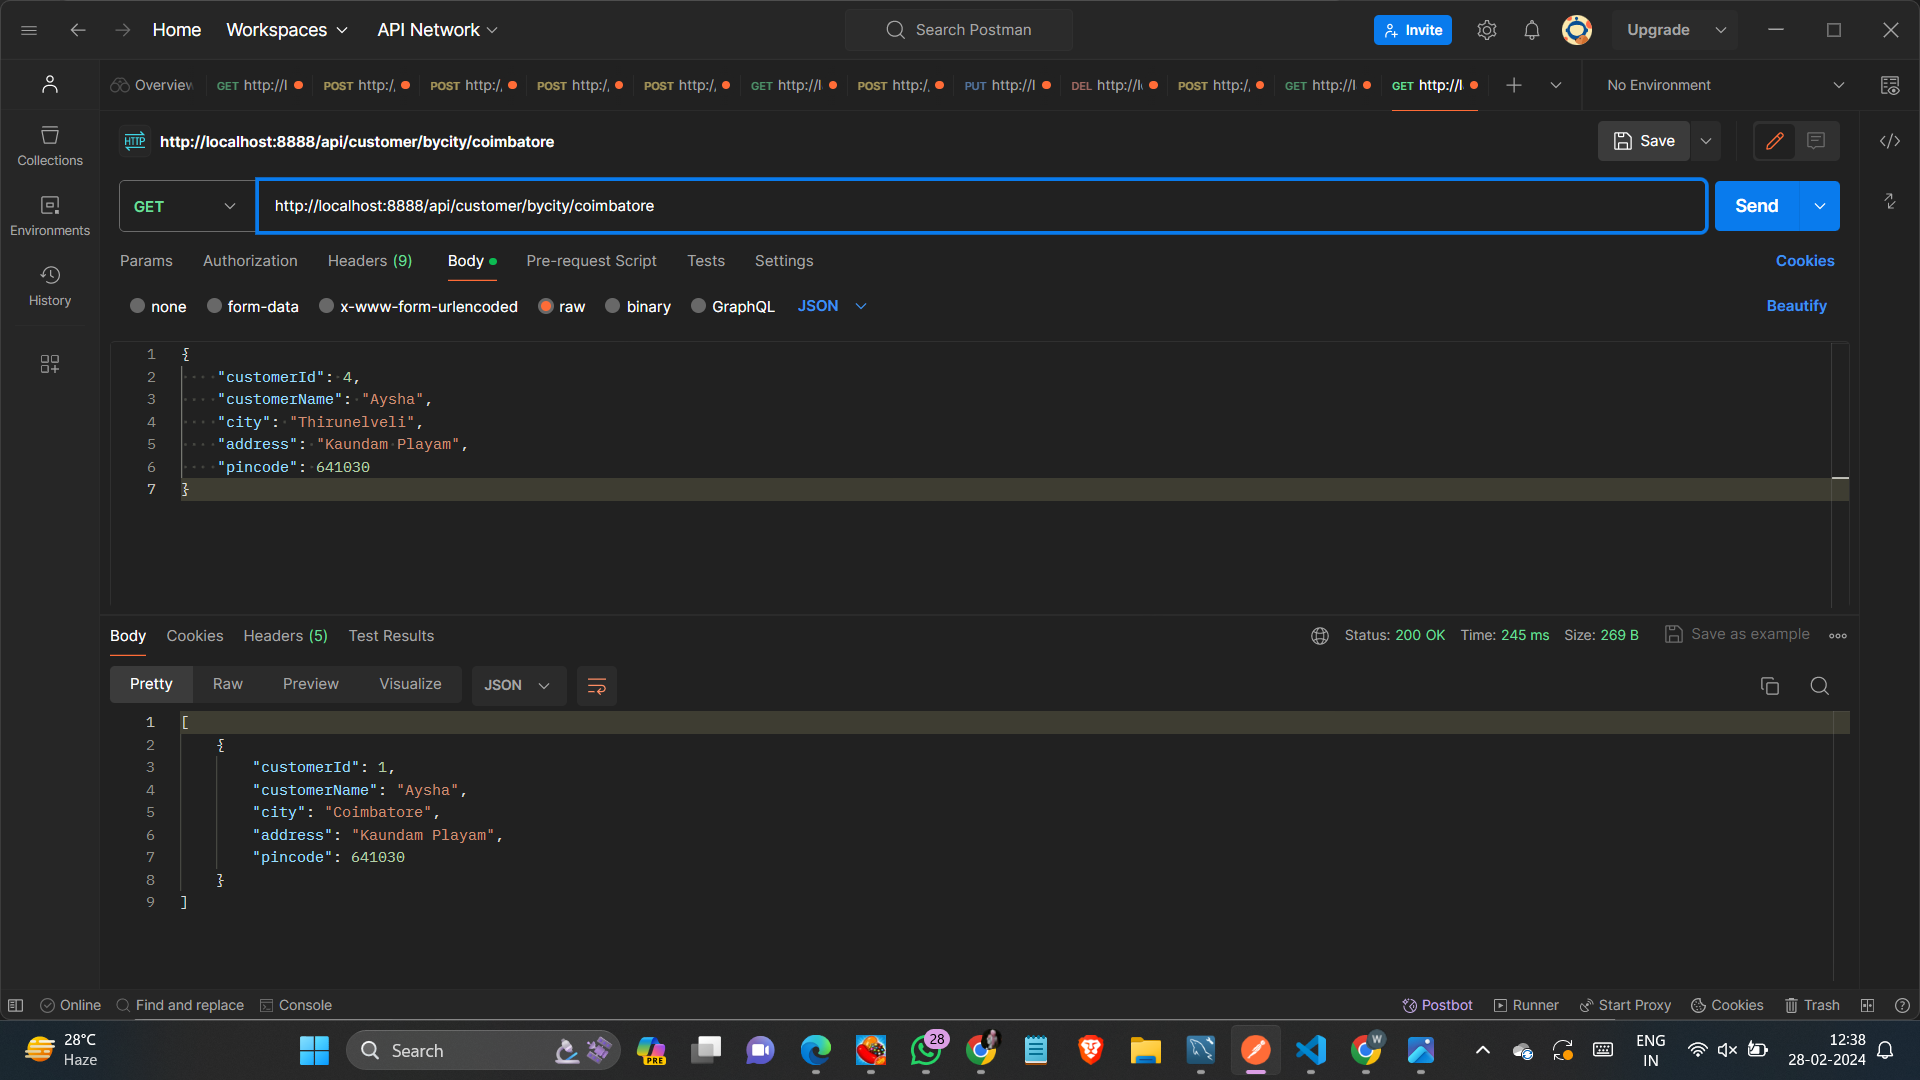 Home Workspaces API Network Search Postman Invite Upgrade
Overview GET http://l POST http:/ POST http:/ POST http:/ POST http:/ GET http://l POST http:/ PUT http://l DEL http://l POST http:/ GET http://l GET http://l No Environment
HTTP http://localhost:8888/api/customer/bycity/coimbatore Save
Collections
GET http://localhost:8888/api/customer/bycity/coimbatore Send
Environments
Params Authorization Headers (9) Body Pre-request Script Tests Settings Cookies
History
none form-data x-www-form-urlencoded raw binary GraphQL JSON Beautify
1 {
2 "customerId": 4,
3 "customerName": "Aysha",
4 "city": "Thirunelveli",
5 "address": "Kaundam Playam",
6 "pincode": 641030
7 }
Body Cookies Headers (5) Test Results Status: 200 OK Time: 245 ms Size: 269 B Save as example
Pretty Raw Preview Visualize JSON
1 [
2 {
3 "customerId": 1,
4 "customerName": "Aysha",
5 "city": "Coimbatore",
6 "address": "Kaundam Playam",
7 "pincode": 641030
8 }
9 ]
Online Find and replace Console Postbot Runner Start Proxy Cookies Trash
28°C
Haze
Search
PRE
28
W
ENG
IN
12:38
28-02-2024